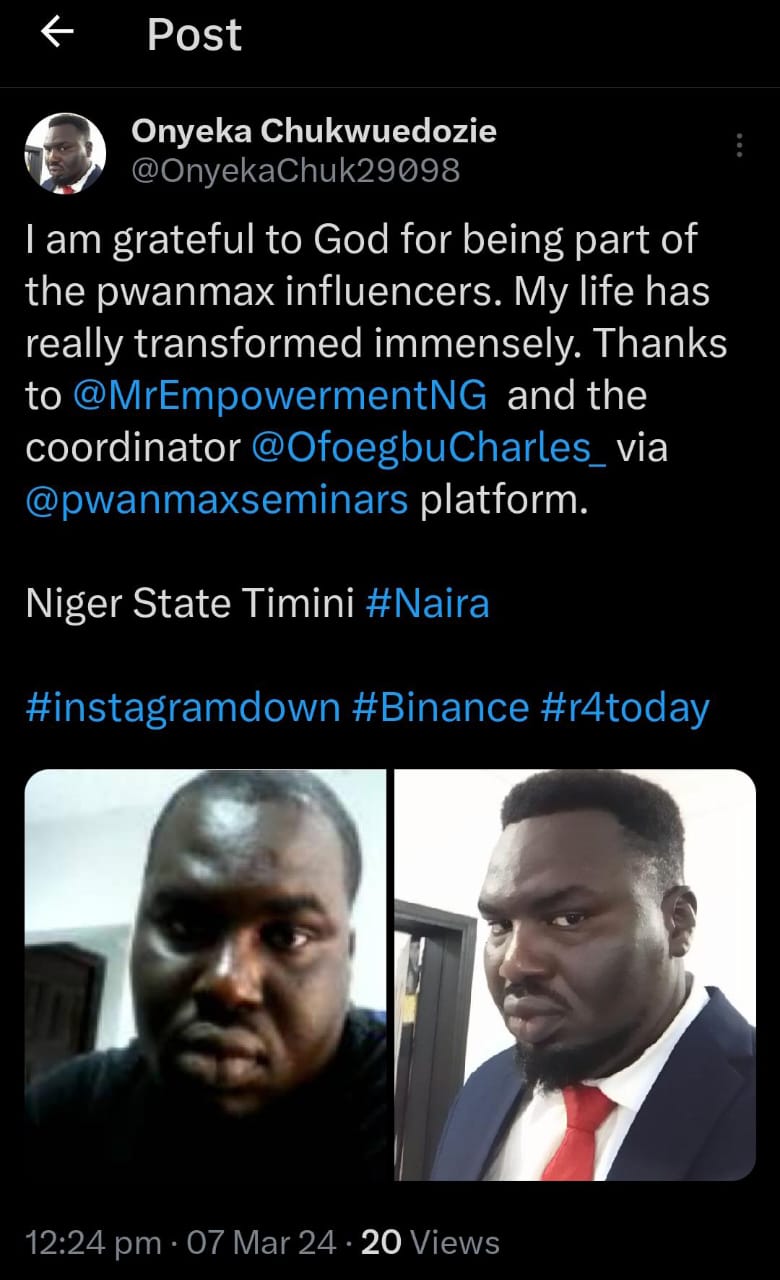 Post
Onyeka Chukwuedozie
@OnyekaChuk29098
I am grateful to God for being part of
the pwanmax influencers. My life has
really transformed immensely. Thanks
to @MrEmpowermentNG and the
coordinator @OfoegbuCharles_ via
@pwanmaxseminars platform.
Niger State Timini #Naira
#instagramdown #Binance #r4today
12:24 pm · 07 Mar 24 · 20 Views